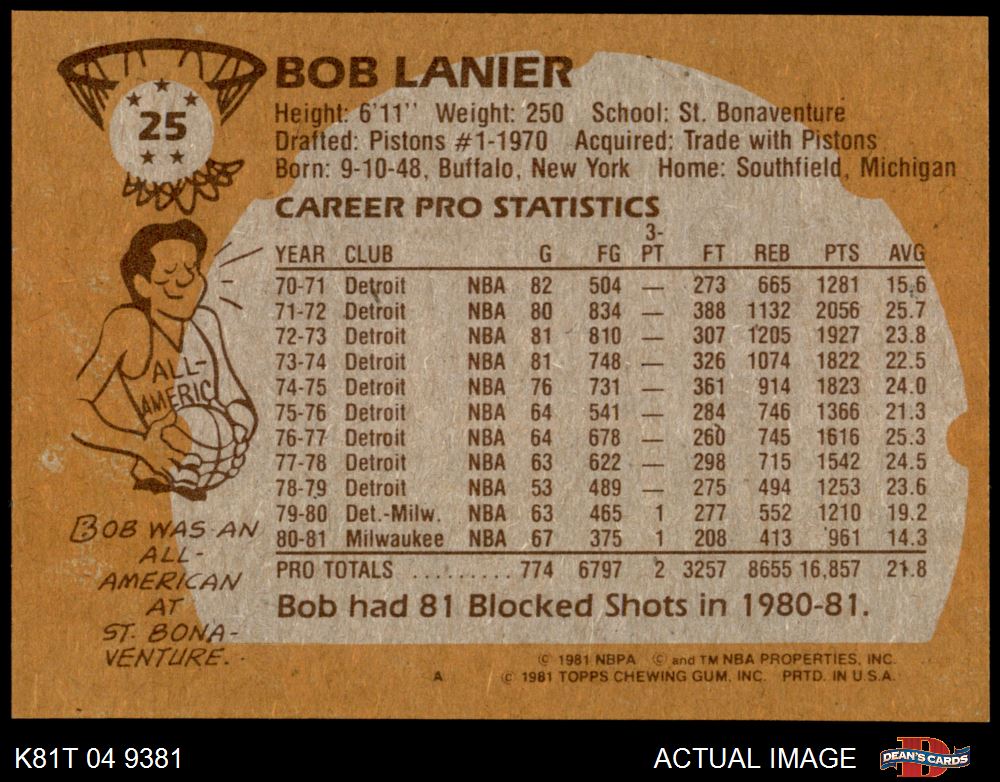 25
BOB LANIER
Height: 6'11'' Weight: 250 School: St. Bonaventure
Drafted: Pistons #1-1970 Acquired: Trade with Pistons
Born: 9-10-48, Buffalo, New York Home: Southfield, Michigan
CAREER PRO STATISTICS
YEAR CLUB G FG 3-PT FT REB PTS AVG
70-71 Detroit NBA 82 504 — 273 665 1281 15.6
71-72 Detroit NBA 80 834 — 388 1132 2056 25.7
72-73 Detroit NBA 81 810 — 307 1205 1927 23.8
73-74 Detroit NBA 81 748 — 326 1074 1822 22.5
74-75 Detroit NBA 76 731 — 361 914 1823 24.0
75-76 Detroit NBA 64 541 — 284 746 1366 21.3
76-77 Detroit NBA 64 678 — 260 745 1616 25.3
77-78 Detroit NBA 63 622 — 298 715 1542 24.5
78-79 Detroit NBA 53 489 — 275 494 1253 23.6
79-80 Det.-Milw. NBA 63 465 1 277 552 1210 19.2
80-81 Milwaukee NBA 67 375 1 208 413 961 14.3
PRO TOTALS .......... 774 6797 2 3257 8655 16,857 21.8
Bob had 81 Blocked Shots in 1980-81.
ALL-
AMERIC
BOB WAS AN
ALL-
AMERICAN
AT
ST. BONA-
VENTURE.
© 1981 NBPA © and TM NBA PROPERTIES, INC.
A © 1981 TOPPS CHEWING GUM, INC. PRTD. IN U.S.A.
K81T 04 9381 ACTUAL IMAGE DEAN'S CARDS